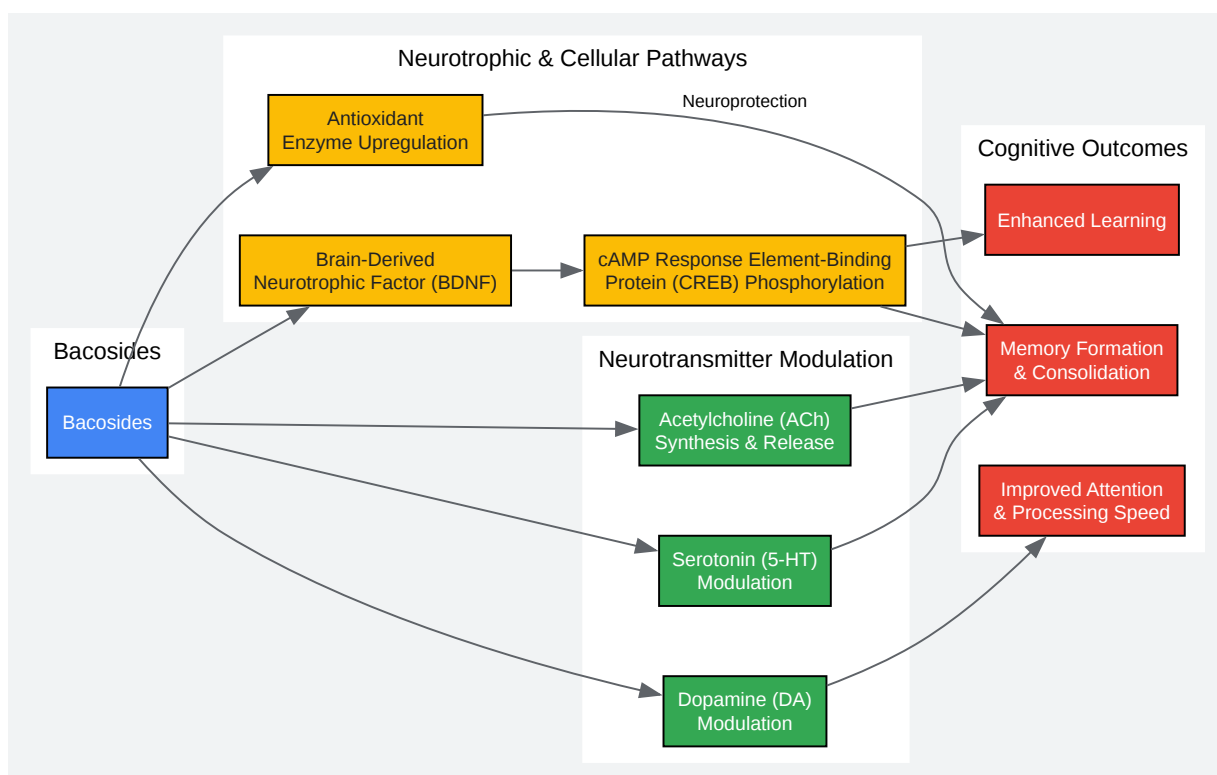 Neurotrophic & Cellular Pathways
Antioxidant
Enzyme Upregulation
Neuroprotection
Brain-Derived
Neurotrophic Factor (BDNF)
cAMP Response Element-Binding
Protein (CREB) Phosphorylation
Bacosides
Bacosides
Neurotransmitter Modulation
Acetylcholine (ACh)
Synthesis & Release
Serotonin (5-HT)
Modulation
Dopamine (DA)
Modulation
Cognitive Outcomes
Enhanced Learning
Memory Formation
& Consolidation
Improved Attention
& Processing Speed